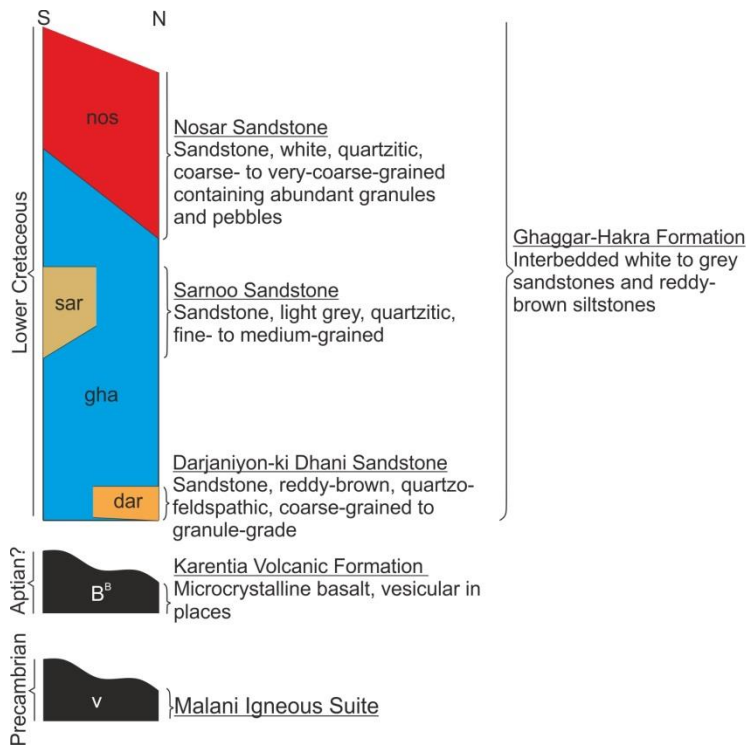 S
N
Lower Cretaceous
nos
Nosar Sandstone
Sandstone, white, quartzitic,
coarse- to very-coarse-grained
containing abundant granules
and pebbles
Ghaggar-Hakra Formation
Interbedded white to grey
sandstones and reddy-
brown siltstones
sar
Sarnoo Sandstone
Sandstone, light grey, quartzitic,
fine- to medium-grained
gha
Darjaniyon-ki Dhani Sandstone
Sandstone, reddy-brown, quartzo-
feldspathic, coarse-grained to
granule-grade
dar
Aptian?
Bᴮ
Karentia Volcanic Formation
Microcrystalline basalt, vesicular in
places
Precambrian
v
Malani Igneous Suite